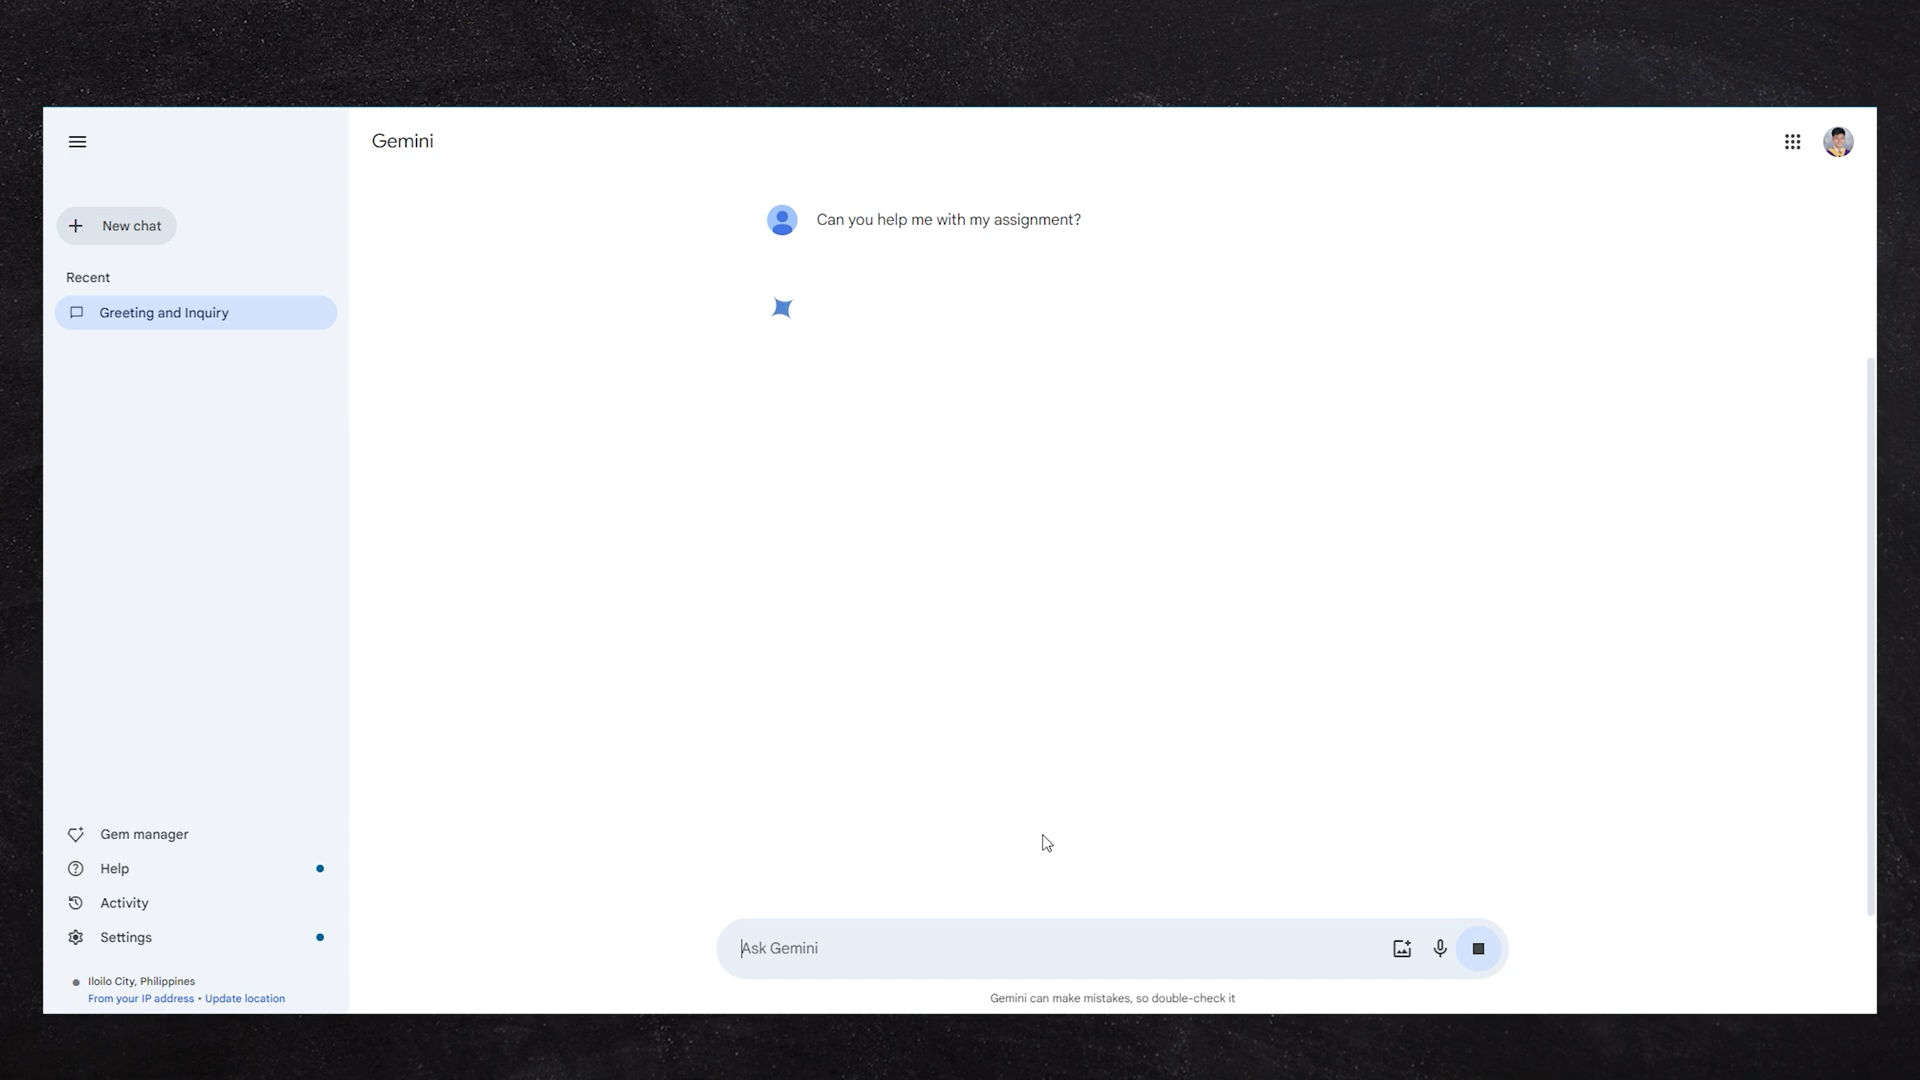 Gemini
New chat
Recent
Greeting and Inquiry
Can you help me with my assignment?
Gem manager
Help
Activity
Settings
Iloilo City, Philippines
From your IP address • Update location
Ask Gemini
Gemini can make mistakes, so double-check it